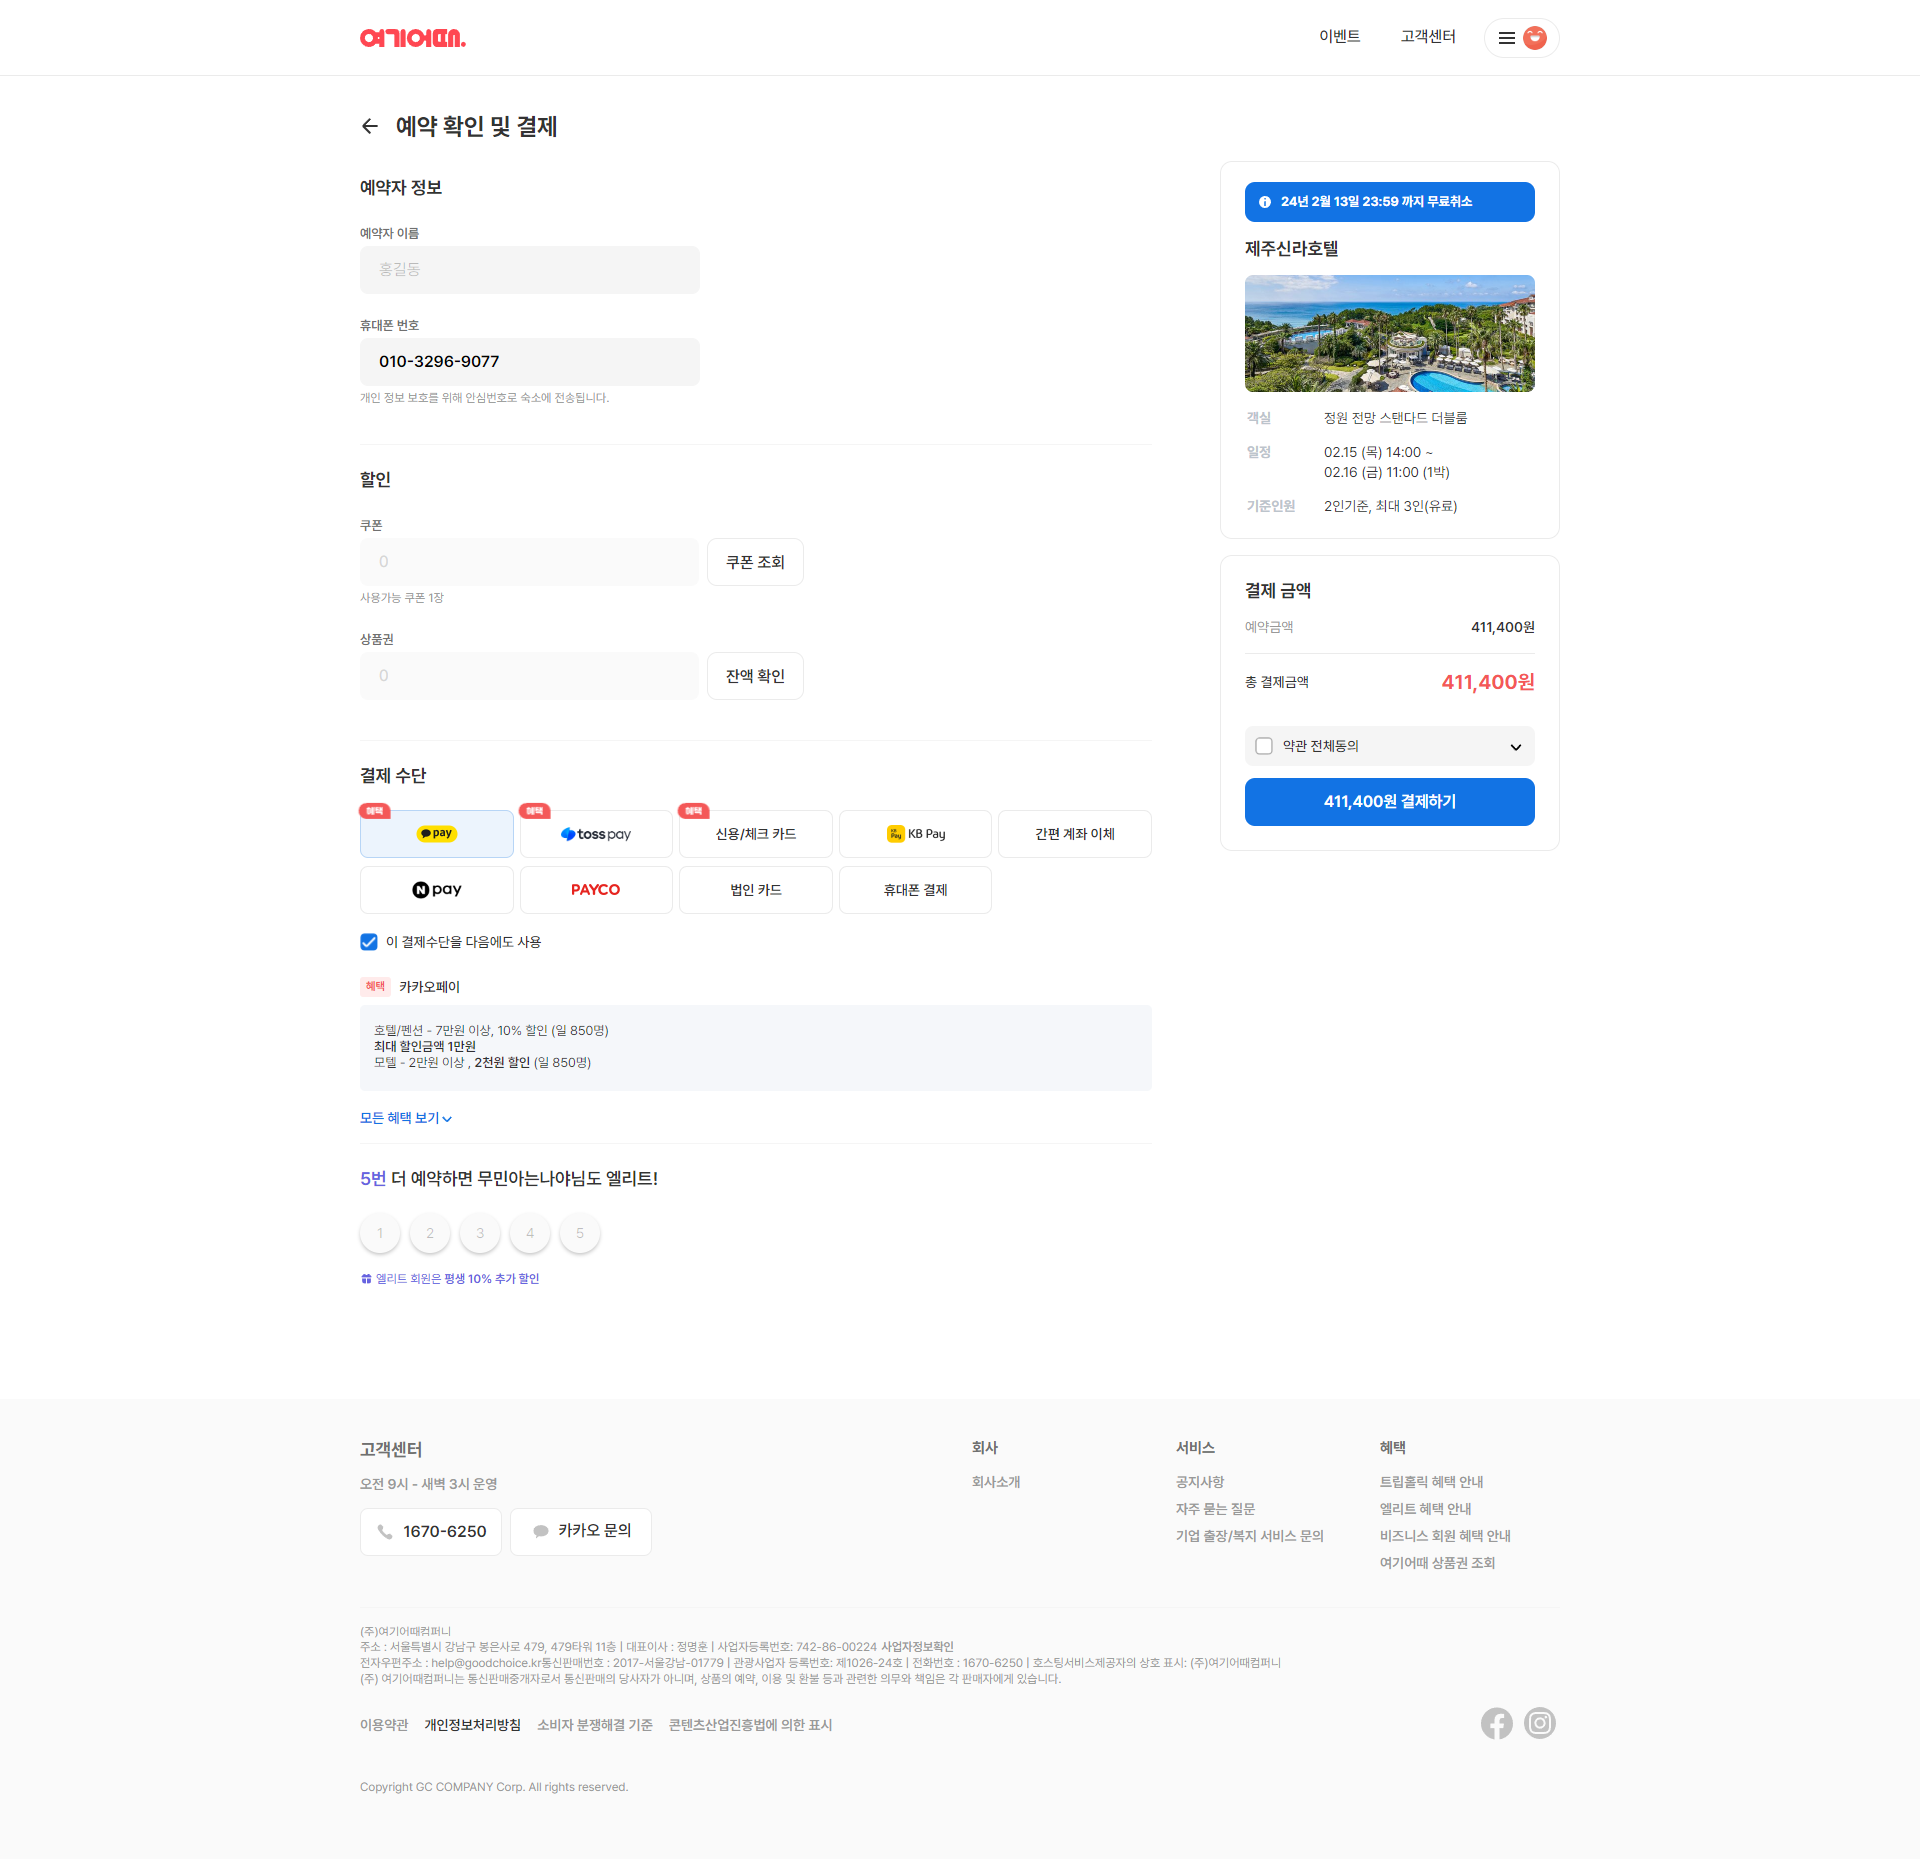 여기어때.
이벤트
고객센터
예약 확인 및 결제
예약자 정보
예약자 이름
홍길동
휴대폰 번호
010-3296-9077
개인 정보 보호를 위해 안심번호로 숙소에 전송됩니다.
할인
쿠폰
0
쿠폰 조회
사용가능 쿠폰 1장
상품권
0
잔액 확인
결제 수단
혜택
pay
혜택
toss pay
혜택
신용/체크 카드
KB Pay
KB Pay
간편 계좌 이체
N pay
PAYCO
법인 카드
휴대폰 결제
이 결제수단을 다음에도 사용
혜택 카카오페이
호텔/펜션 - 7만원 이상, 10% 할인 (일 850명)
최대 할인금액 1만원
모텔 - 2만원 이상 , 2천원 할인 (일 850명)
모든 혜택 보기
5번 더 예약하면 무민아는나야님도 엘리트!
1 2 3 4 5
엘리트 회원은 평생 10% 추가 할인
24년 2월 13일 23:59 까지 무료취소
제주신라호텔
객실 정원 전망 스탠다드 더블룸
일정 02.15 (목) 14:00 ~
02.16 (금) 11:00 (1박)
기준인원 2인기준, 최대 3인(유료)
결제 금액
예약금액 411,400원
총 결제금액 411,400원
약관 전체동의
411,400원 결제하기
고객센터
오전 9시 - 새벽 3시 운영
1670-6250
카카오 문의
회사
회사소개
서비스
공지사항
자주 묻는 질문
기업 출장/복지 서비스 문의
혜택
트립홀릭 혜택 안내
엘리트 혜택 안내
비즈니스 회원 혜택 안내
여기어때 상품권 조회
(주)여기어때컴퍼니
주소 : 서울특별시 강남구 봉은사로 479, 479타워 11층 | 대표이사 : 정명훈 | 사업자등록번호: 742-86-00224 사업자정보확인
전자우편주소 : help@goodchoice.kr통신판매번호 : 2017-서울강남-01779 | 관광사업자 등록번호: 제1026-24호 | 전화번호 : 1670-6250 | 호스팅서비스제공자의 상호 표시: (주)여기어때컴퍼니
(주) 여기어때컴퍼니는 통신판매중개자로서 통신판매의 당사자가 아니며, 상품의 예약, 이용 및 환불 등과 관련한 의무와 책임은 각 판매자에게 있습니다.
이용약관 개인정보처리방침 소비자 분쟁해결 기준 콘텐츠산업진흥법에 의한 표시
Copyright GC COMPANY Corp. All rights reserved.